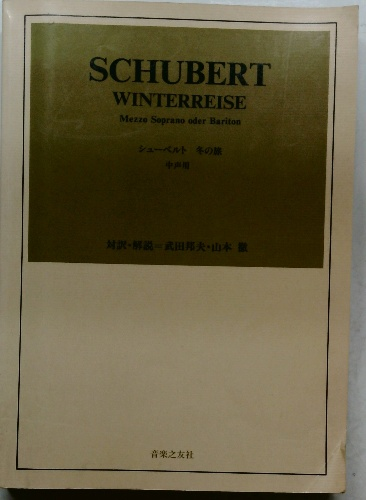 SCHUBERT
WINTERREISE
Mezzo Soprano oder Bariton
シューベルト 冬の旅
中声用
対訳・解説=武田邦夫・山本 徹
音楽之友社